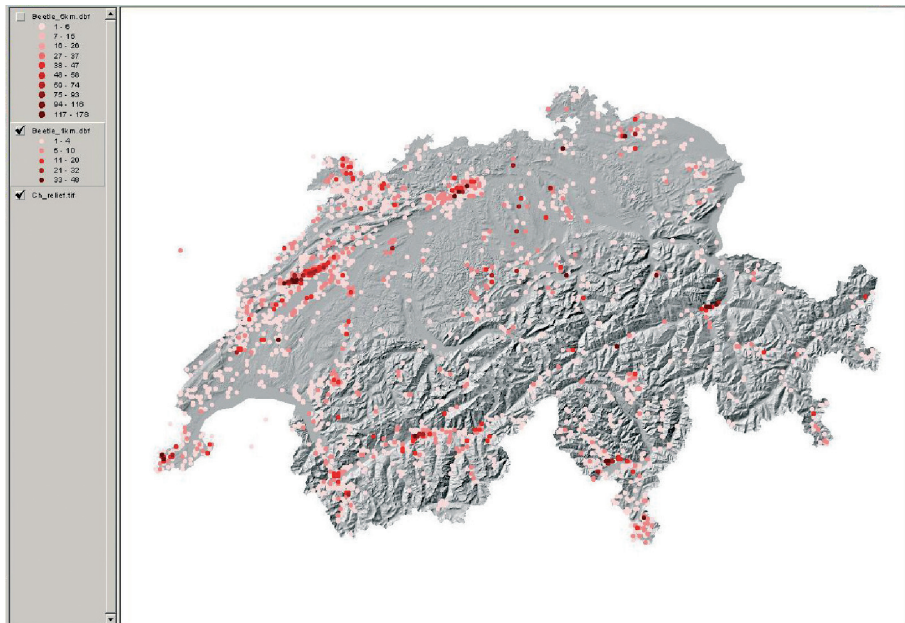 Beetle_5km.dbf
1 - 6
7 - 15
16 - 26
27 - 37
38 - 47
48 - 58
59 - 74
75 - 93
94 - 116
117 - 178
Beetle_1km.dbf
1 - 4
5 - 10
11 - 20
21 - 32
33 - 49
Ch_relief.tif